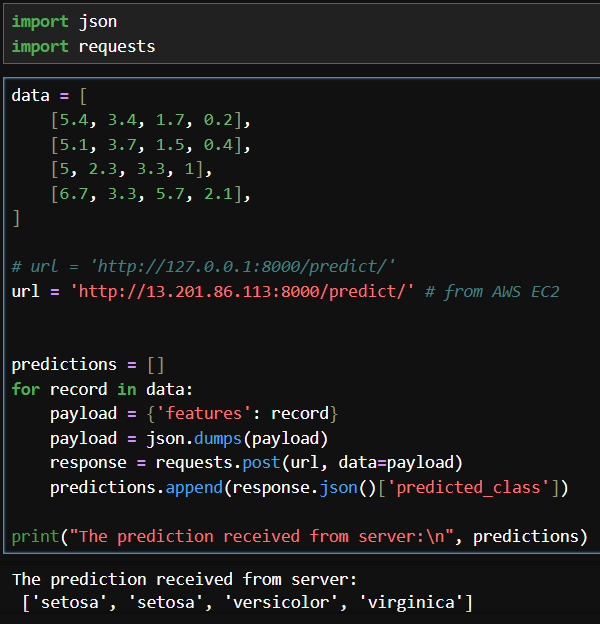 import json
import requests
data = [
    [5.4, 3.4, 1.7, 0.2],
    [5.1, 3.7, 1.5, 0.4],
    [5, 2.3, 3.3, 1],
    [6.7, 3.3, 5.7, 2.1],
]
# url = 'http://127.0.0.1:8000/predict/'
url = 'http://13.201.86.113:8000/predict/' # from AWS EC2
predictions = []
for record in data:
    payload = {'features': record}
    payload = json.dumps(payload)
    response = requests.post(url, data=payload)
    predictions.append(response.json()['predicted_class'])
print("The prediction received from server:\n", predictions)
The prediction received from server:
 ['setosa', 'setosa', 'versicolor', 'virginica']